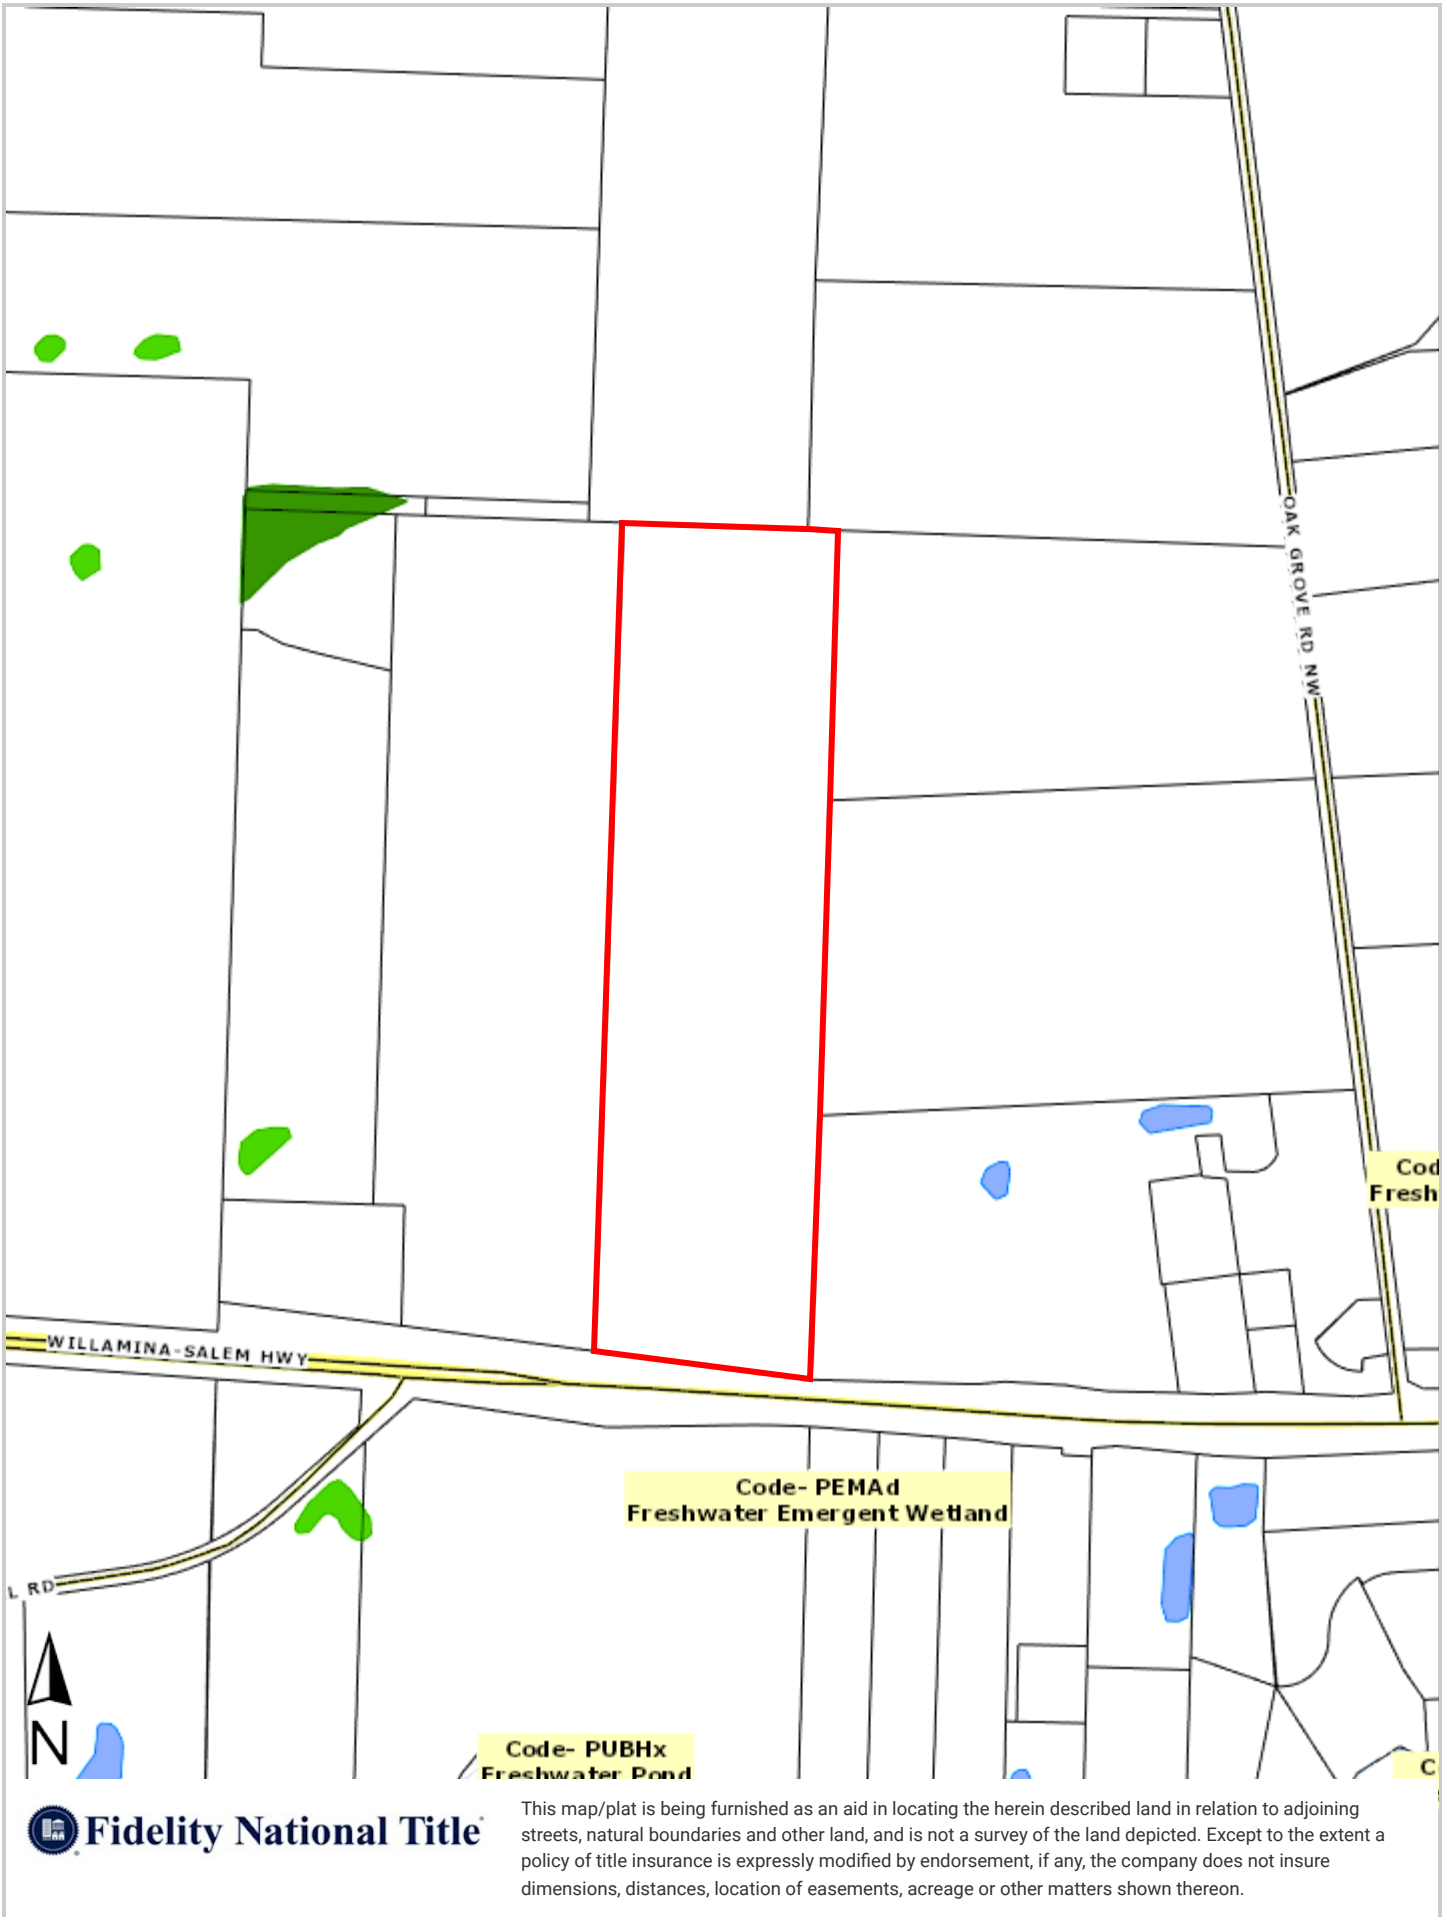 OAK GROVE RD NW
Cod
Fresh
WILLAMINA-SALEM HWY
Code- PEMAd
Freshwater Emergent Wetland
L RD
N
Code- PUBHx
Freshwater Pond
C
Fidelity National Title
This map/plat is being furnished as an aid in locating the herein described land in relation to adjoining
streets, natural boundaries and other land, and is not a survey of the land depicted. Except to the extent a
policy of title insurance is expressly modified by endorsement, if any, the company does not insure
dimensions, distances, location of easements, acreage or other matters shown thereon.